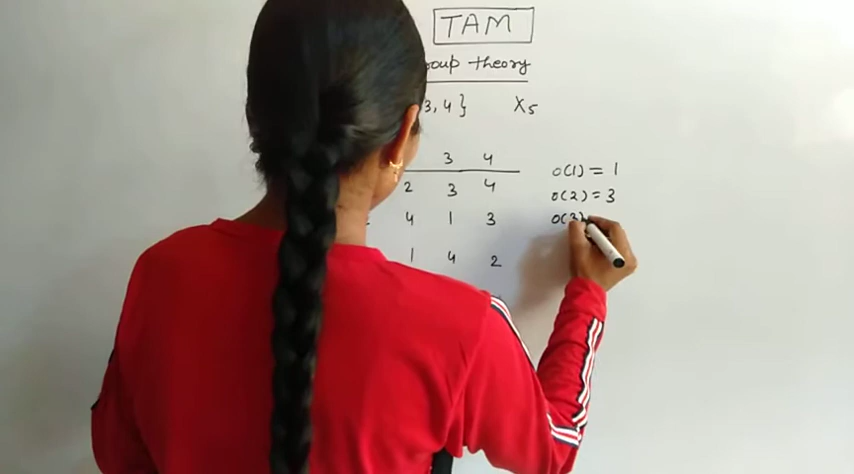 TAM
oup theory
3, 4 } X5
3 4
2 3 4 o(1) = 1
4 1 3 o(2) = 3
1 4 2 o(3)